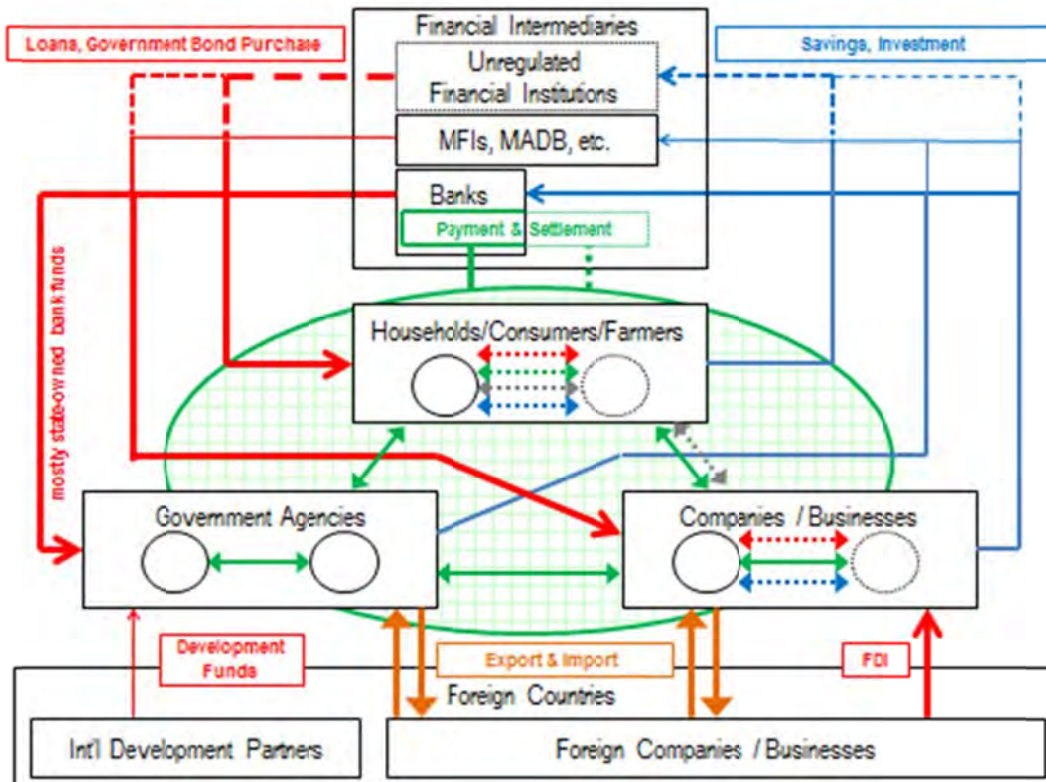 Financial Intermediaries
Loans, Government Bond Purchase
Savings, Investment
Unregulated
Financial Institutions
MFIs, MADB, etc.
Banks
Payment & Settlement
mostly state-owned bank funds
Households/Consumers/Farmers
Government Agencies
Companies / Businesses
Development
Funds
Export & Import
FDI
Foreign Countries
Int'l Development Partners
Foreign Companies / Businesses